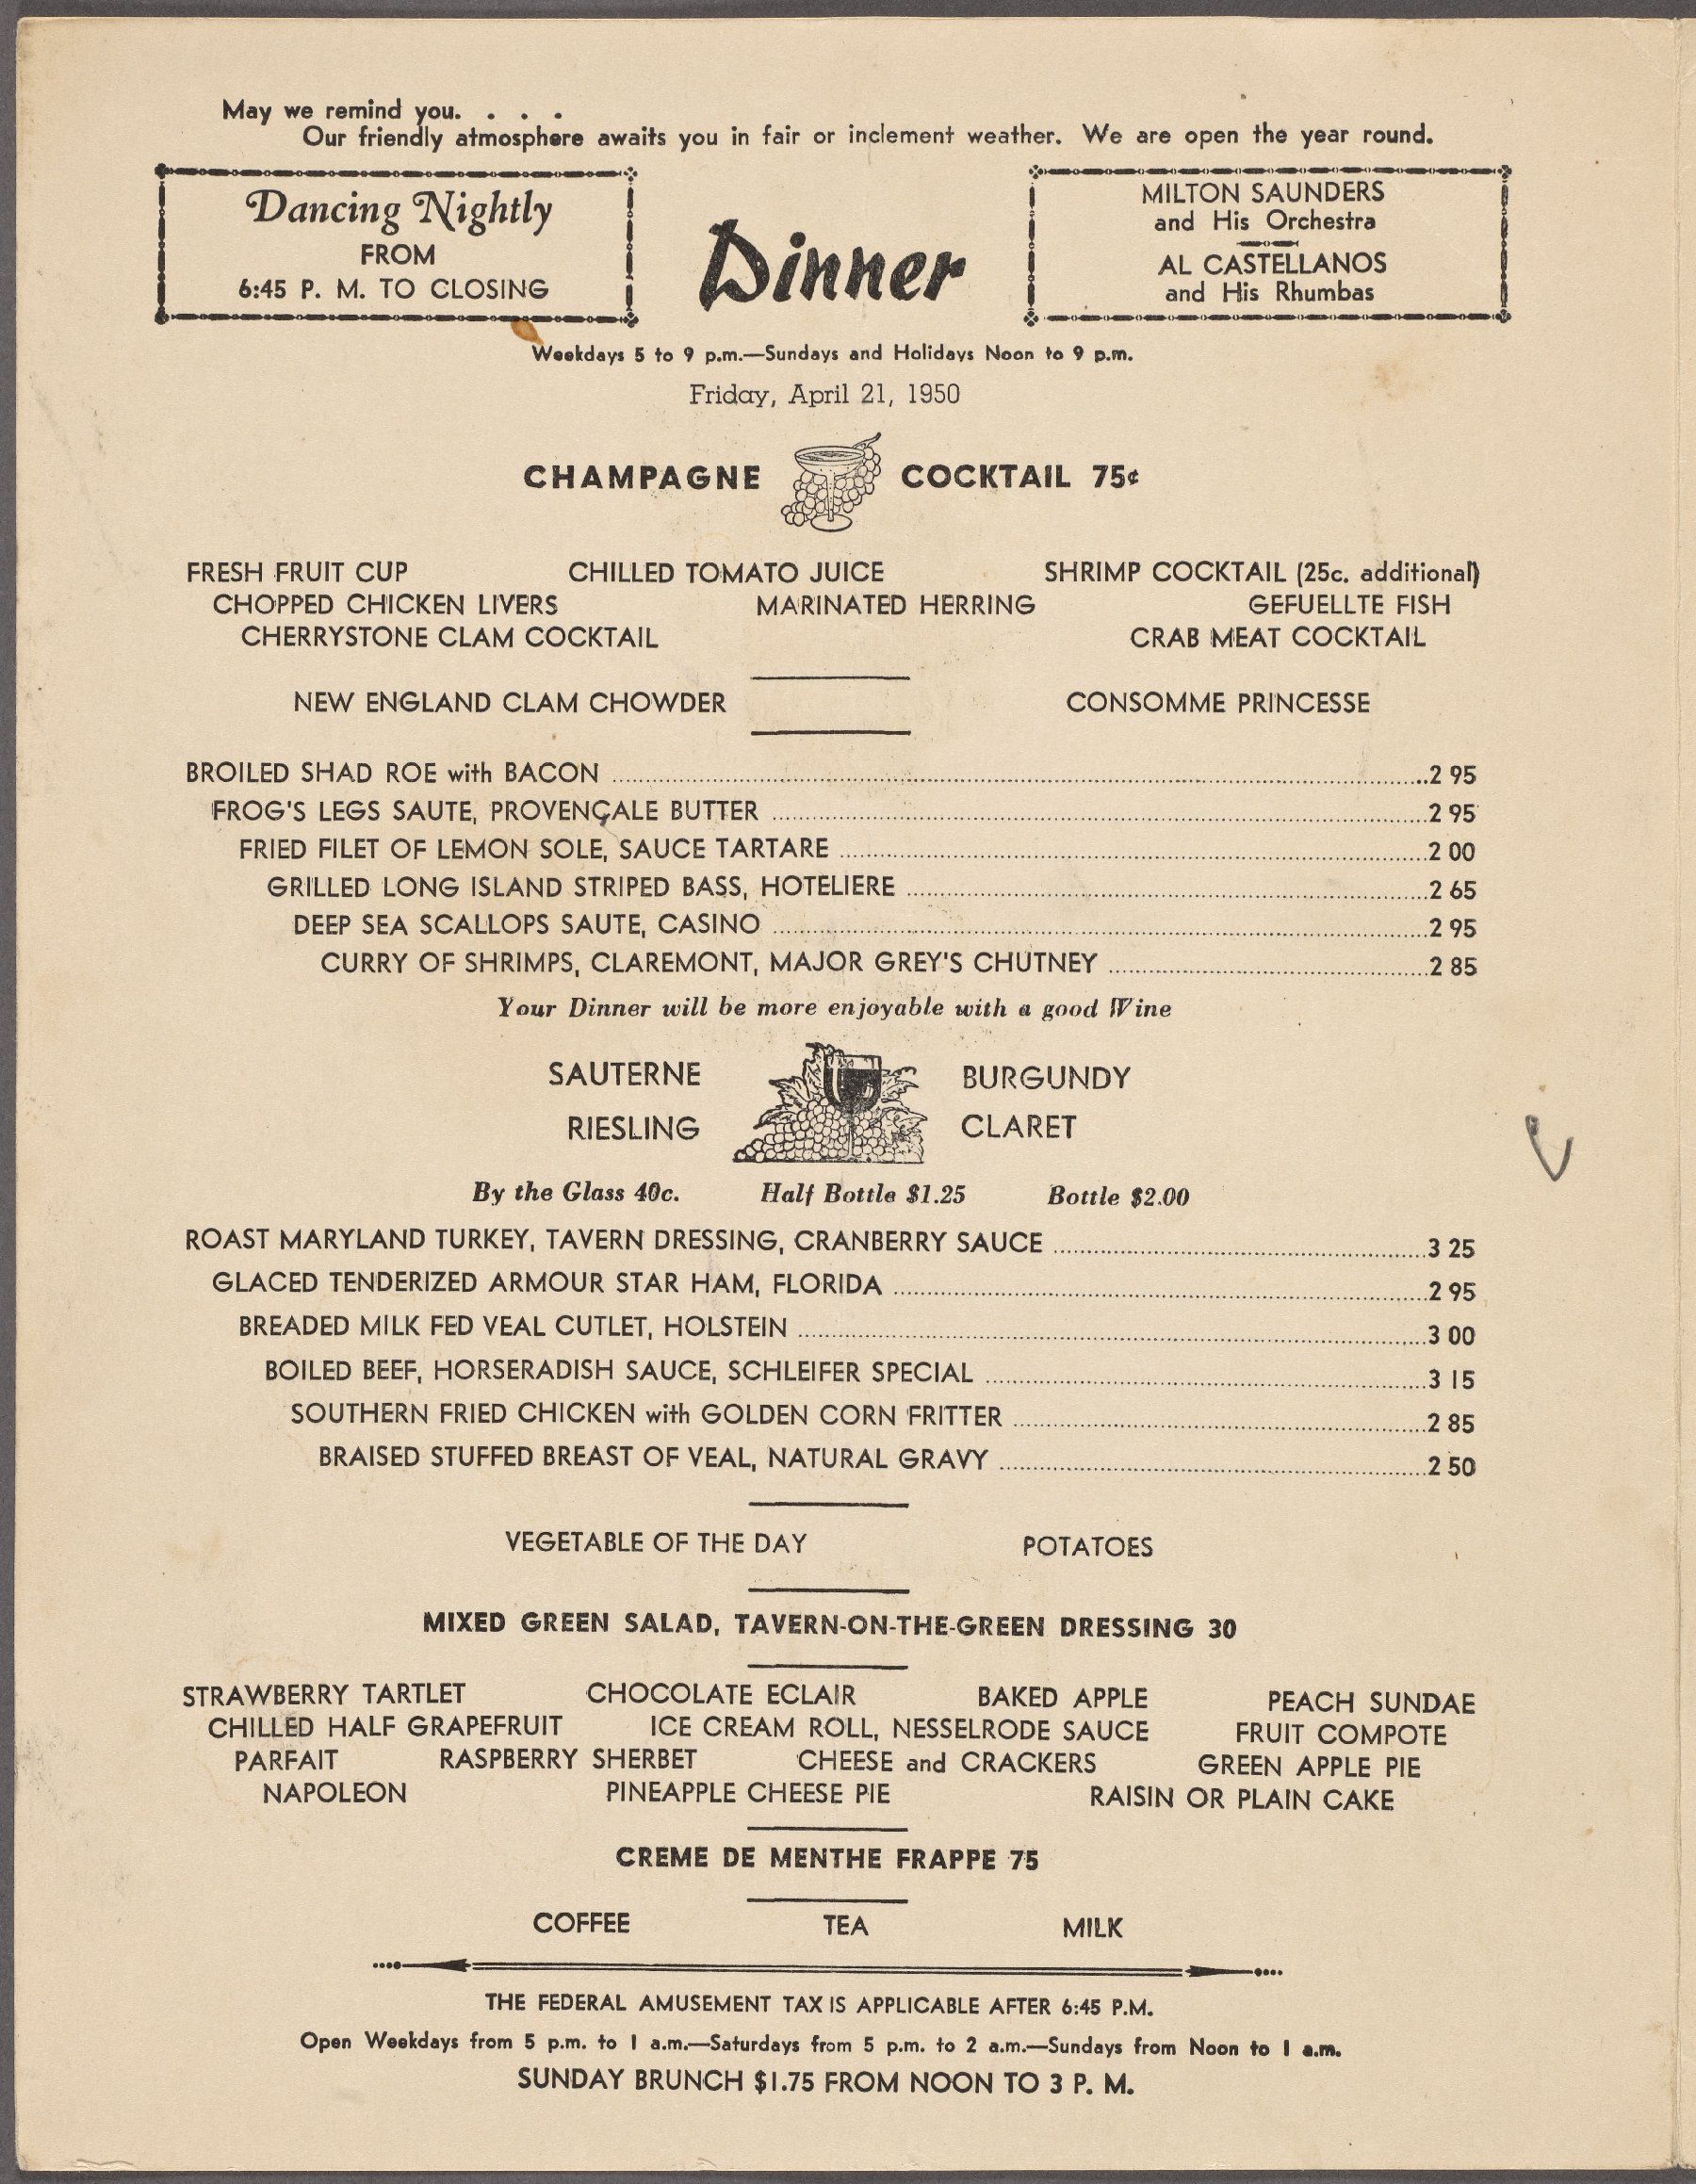 May we remind you. . . .
Our friendly atmosphere awaits you in fair or inclement weather. We are open the year round.
Dancing Nightly
FROM
6:45 P. M. TO CLOSING
Dinner
MILTON SAUNDERS
and His Orchestra
AL CASTELLANOS
and His Rhumbas
Weekdays 5 to 9 p.m.—Sundays and Holidays Noon to 9 p.m.
Friday, April 21, 1950
CHAMPAGNE COCKTAIL 75¢
FRESH FRUIT CUP CHILLED TOMATO JUICE SHRIMP COCKTAIL (25c. additional)
CHOPPED CHICKEN LIVERS MARINATED HERRING GEFUELLTE FISH
CHERRYSTONE CLAM COCKTAIL CRAB MEAT COCKTAIL
NEW ENGLAND CLAM CHOWDER CONSOMME PRINCESSE
BROILED SHAD ROE with BACON 2 95
FROG'S LEGS SAUTE, PROVENÇALE BUTTER 2 95
FRIED FILET OF LEMON SOLE, SAUCE TARTARE 2 00
GRILLED LONG ISLAND STRIPED BASS, HOTELIERE 2 65
DEEP SEA SCALLOPS SAUTE, CASINO 2 95
CURRY OF SHRIMPS, CLAREMONT, MAJOR GREY'S CHUTNEY 2 85
Your Dinner will be more enjoyable with a good Wine
SAUTERNE BURGUNDY
RIESLING CLARET
By the Glass 40c. Half Bottle $1.25 Bottle $2.00
ROAST MARYLAND TURKEY, TAVERN DRESSING, CRANBERRY SAUCE 3 25
GLACED TENDERIZED ARMOUR STAR HAM, FLORIDA 2 95
BREADED MILK FED VEAL CUTLET, HOLSTEIN 3 00
BOILED BEEF, HORSERADISH SAUCE, SCHLEIFER SPECIAL 3 15
SOUTHERN FRIED CHICKEN with GOLDEN CORN FRITTER 2 85
BRAISED STUFFED BREAST OF VEAL, NATURAL GRAVY 2 50
VEGETABLE OF THE DAY POTATOES
MIXED GREEN SALAD, TAVERN-ON-THE-GREEN DRESSING 30
STRAWBERRY TARTLET CHOCOLATE ECLAIR BAKED APPLE PEACH SUNDAE
CHILLED HALF GRAPEFRUIT ICE CREAM ROLL, NESSELRODE SAUCE FRUIT COMPOTE
PARFAIT RASPBERRY SHERBET CHEESE and CRACKERS GREEN APPLE PIE
NAPOLEON PINEAPPLE CHEESE PIE RAISIN OR PLAIN CAKE
CREME DE MENTHE FRAPPE 75
COFFEE TEA MILK
THE FEDERAL AMUSEMENT TAX IS APPLICABLE AFTER 6:45 P.M.
Open Weekdays from 5 p.m. to 1 a.m.—Saturdays from 5 p.m. to 2 a.m.—Sundays from Noon to 1 a.m.
SUNDAY BRUNCH $1.75 FROM NOON TO 3 P. M.